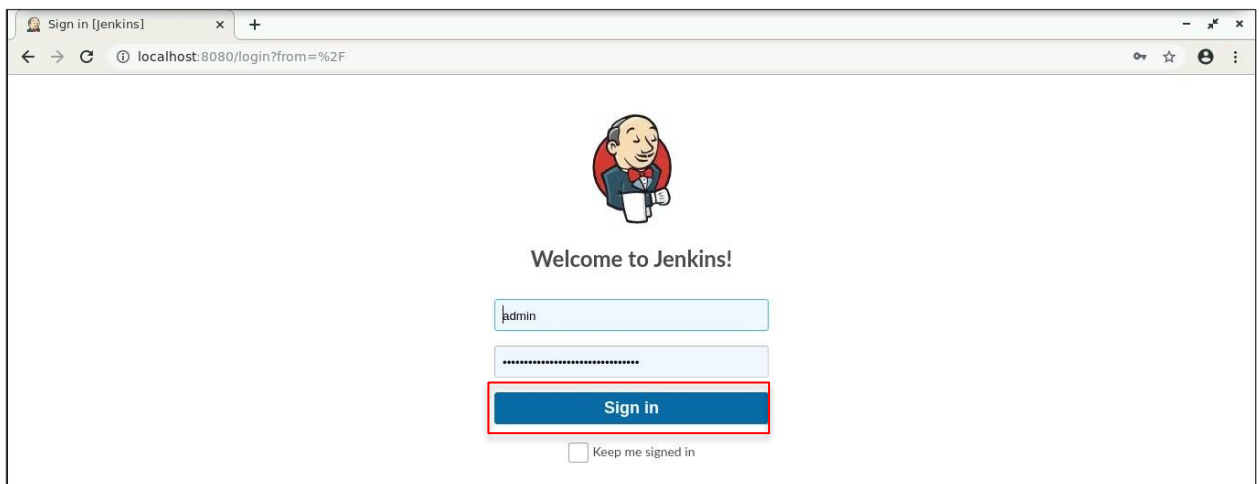 Sign in [Jenkins]
localhost:8080/login?from=%2F
Welcome to Jenkins!
admin
••••••••••••••••••••••••••••••••
Sign in
Keep me signed in